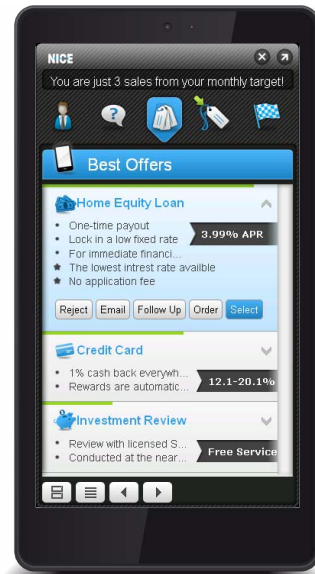 NICE
You are just 3 sales from your monthly target!
Best Offers
Home Equity Loan
One-time payout
Lock in a low fixed rate
3.99% APR
For immediate financi...
The lowest intrest rate availble
No application fee
Reject Email Follow Up Order Select
Credit Card
1% cash back everywh...
Rewards are automatic...
12.1-20.1%
Investment Review
Review with licensed S...
Conducted at the near...
Free Service